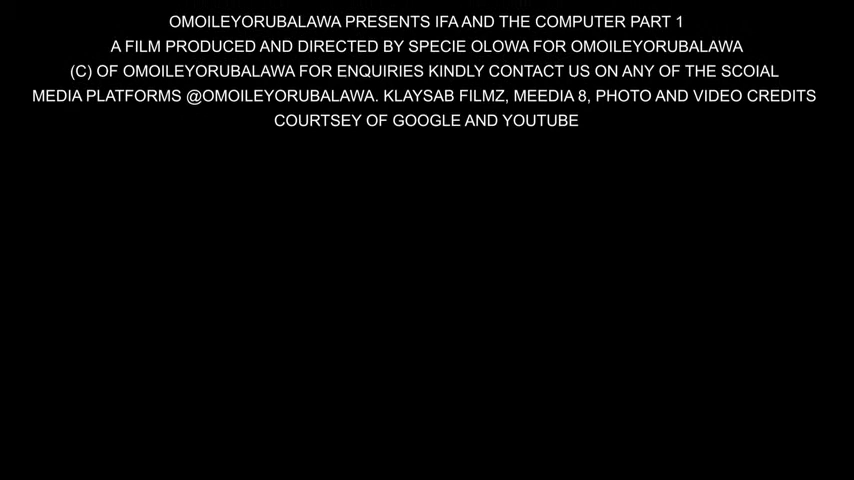 OMOILEYORUBALAWA PRESENTS IFA AND THE COMPUTER PART 1
A FILM PRODUCED AND DIRECTED BY SPECIE OLOWA FOR OMOILEYORUBALAWA
(C) OF OMOILEYORUBALAWA FOR ENQUIRIES KINDLY CONTACT US ON ANY OF THE SCOIAL
MEDIA PLATFORMS @OMOILEYORUBALAWA. KLAYSAB FILMZ, MEEDIA 8, PHOTO AND VIDEO CREDITS
COURTSEY OF GOOGLE AND YOUTUBE